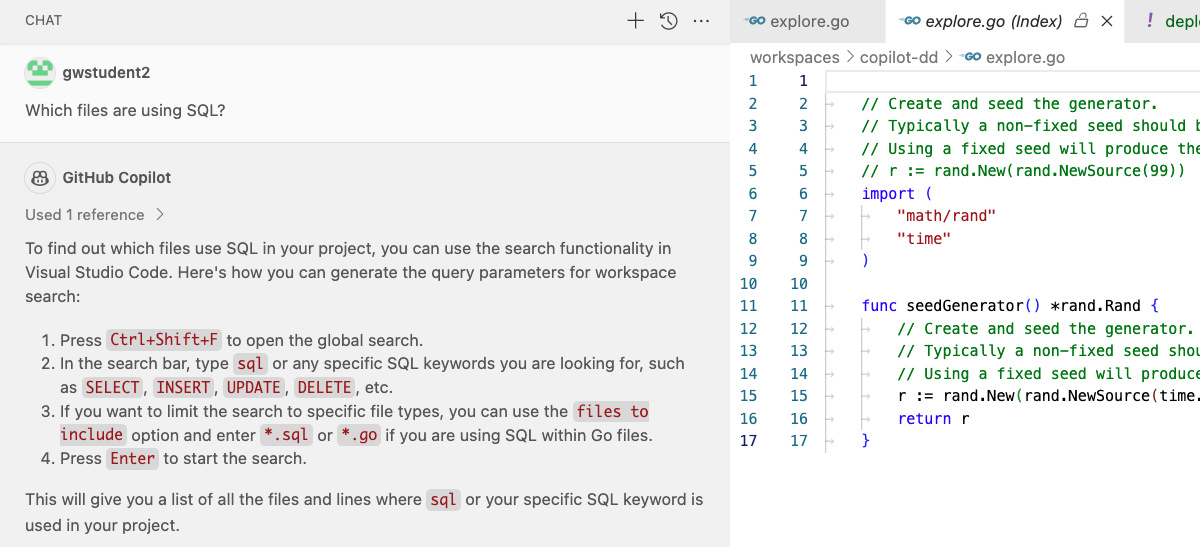 CHAT
gwstudent2
Which files are using SQL?
GitHub Copilot
Used 1 reference
To find out which files use SQL in your project, you can use the search functionality in
Visual Studio Code. Here's how you can generate the query parameters for workspace
search:
1. Press Ctrl+Shift+F to open the global search.
2. In the search bar, type sql or any specific SQL keywords you are looking for, such
as SELECT, INSERT, UPDATE, DELETE, etc.
3. If you want to limit the search to specific file types, you can use the files to
include option and enter *.sql or *.go if you are using SQL within Go files.
4. Press Enter to start the search.
This will give you a list of all the files and lines where sql or your specific SQL keyword is
used in your project.
GO explore.go
GO explore.go (Index)
! depl
workspaces > copilot-dd > GO explore.go
1 1
2 2 // Create and seed the generator.
3 3 // Typically a non-fixed seed should b
4 4 // Using a fixed seed will produce the
5 5 // r := rand.New(rand.NewSource(99))
6 6 import (
7 7 "math/rand"
8 8 "time"
9 9 )
10 10
11 11 func seedGenerator() *rand.Rand {
12 12 // Create and seed the generator.
13 13 // Typically a non-fixed seed shou
14 14 // Using a fixed seed will produce
15 15 r := rand.New(rand.NewSource(time.
16 16 return r
17 17 }